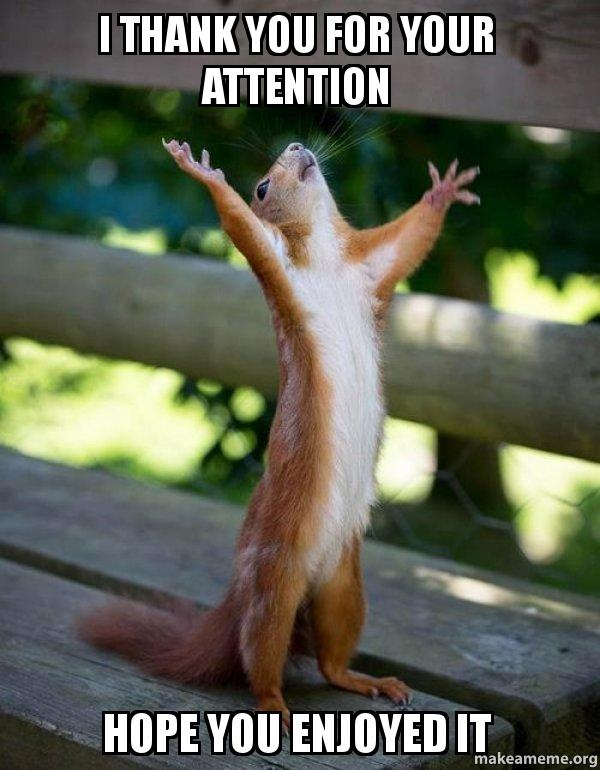 I THANK YOU FOR YOUR
ATTENTION
HOPE YOU ENJOYED IT
makeameme.org